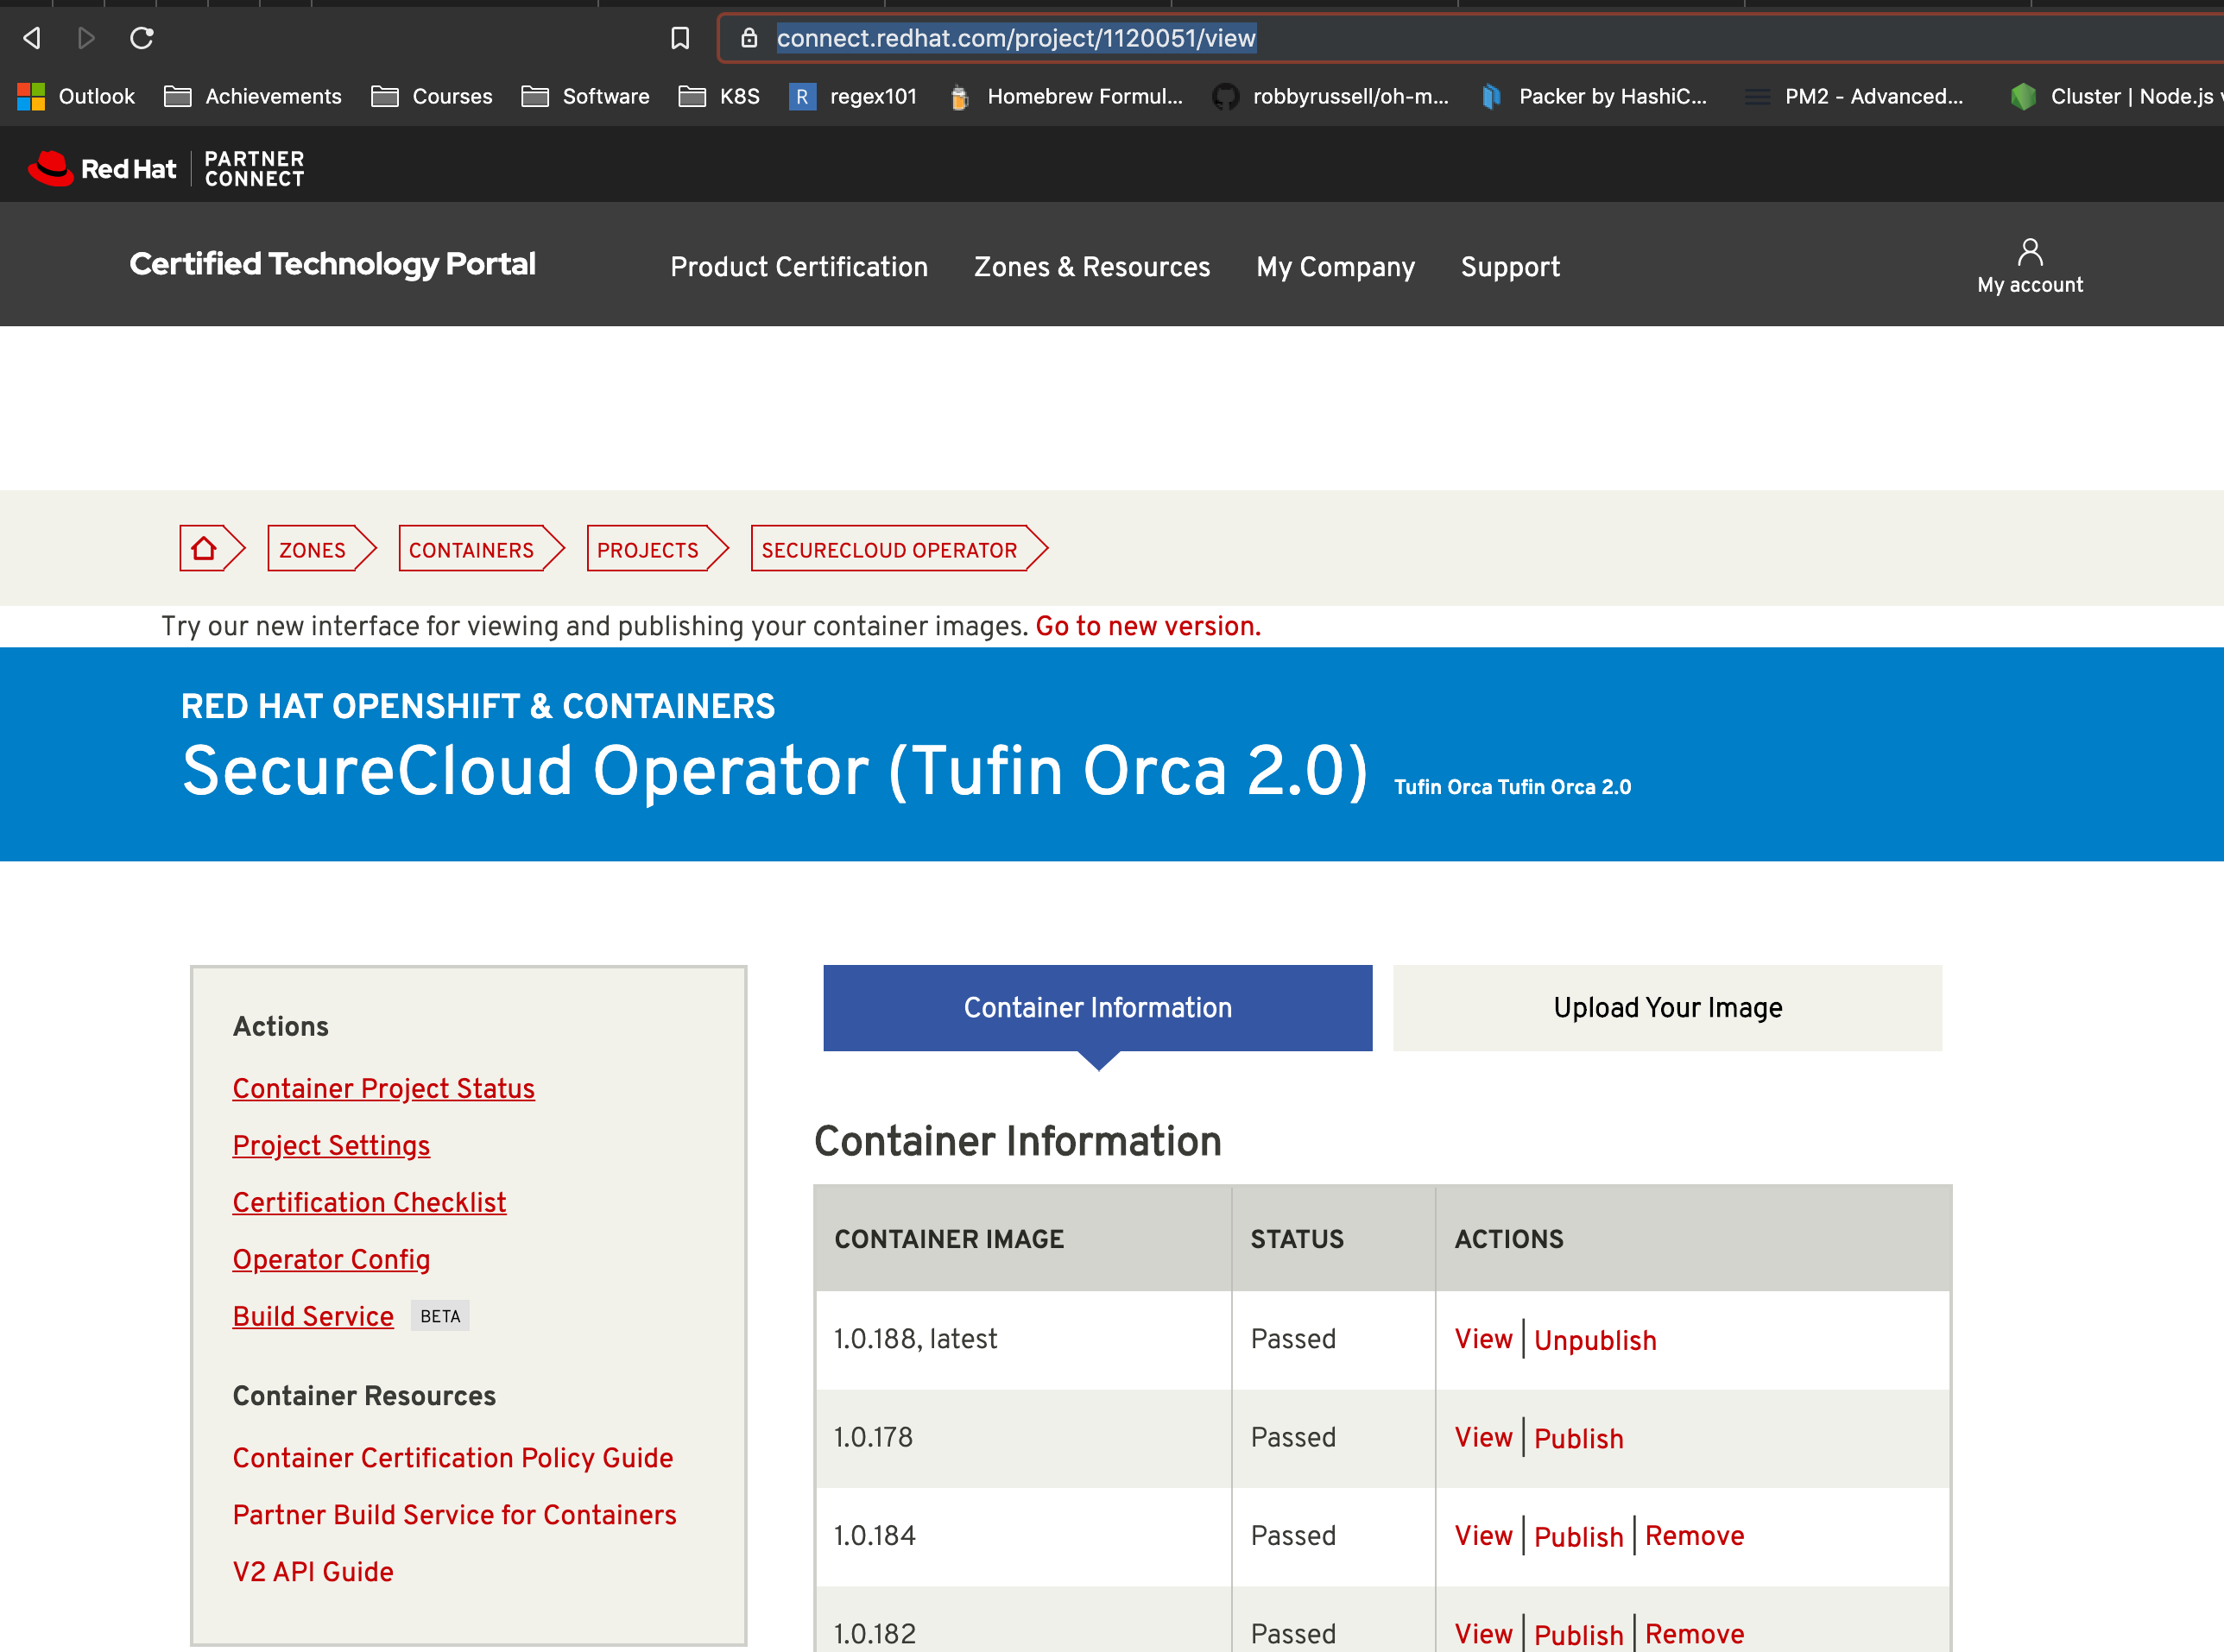 connect.redhat.com/project/1120051/view
Outlook Achievements Courses Software K8S R regex101 Homebrew Formul... robbyrussell/oh-m... Packer by HashiC... PM2 - Advanced... Cluster | Node.js
Red Hat PARTNER CONNECT
Certified Technology Portal Product Certification Zones & Resources My Company Support My account
ZONES CONTAINERS PROJECTS SECURECLOUD OPERATOR
Try our new interface for viewing and publishing your container images. Go to new version.
RED HAT OPENSHIFT & CONTAINERS
SecureCloud Operator (Tufin Orca 2.0) Tufin Orca Tufin Orca 2.0
Actions
Container Project Status
Project Settings
Certification Checklist
Operator Config
Build Service BETA
Container Resources
Container Certification Policy Guide
Partner Build Service for Containers
V2 API Guide
Container Information Upload Your Image
Container Information
CONTAINER IMAGE STATUS ACTIONS
1.0.188, latest Passed View | Unpublish
1.0.178 Passed View | Publish
1.0.184 Passed View | Publish | Remove
1.0.182 Passed View | Publish | Remove